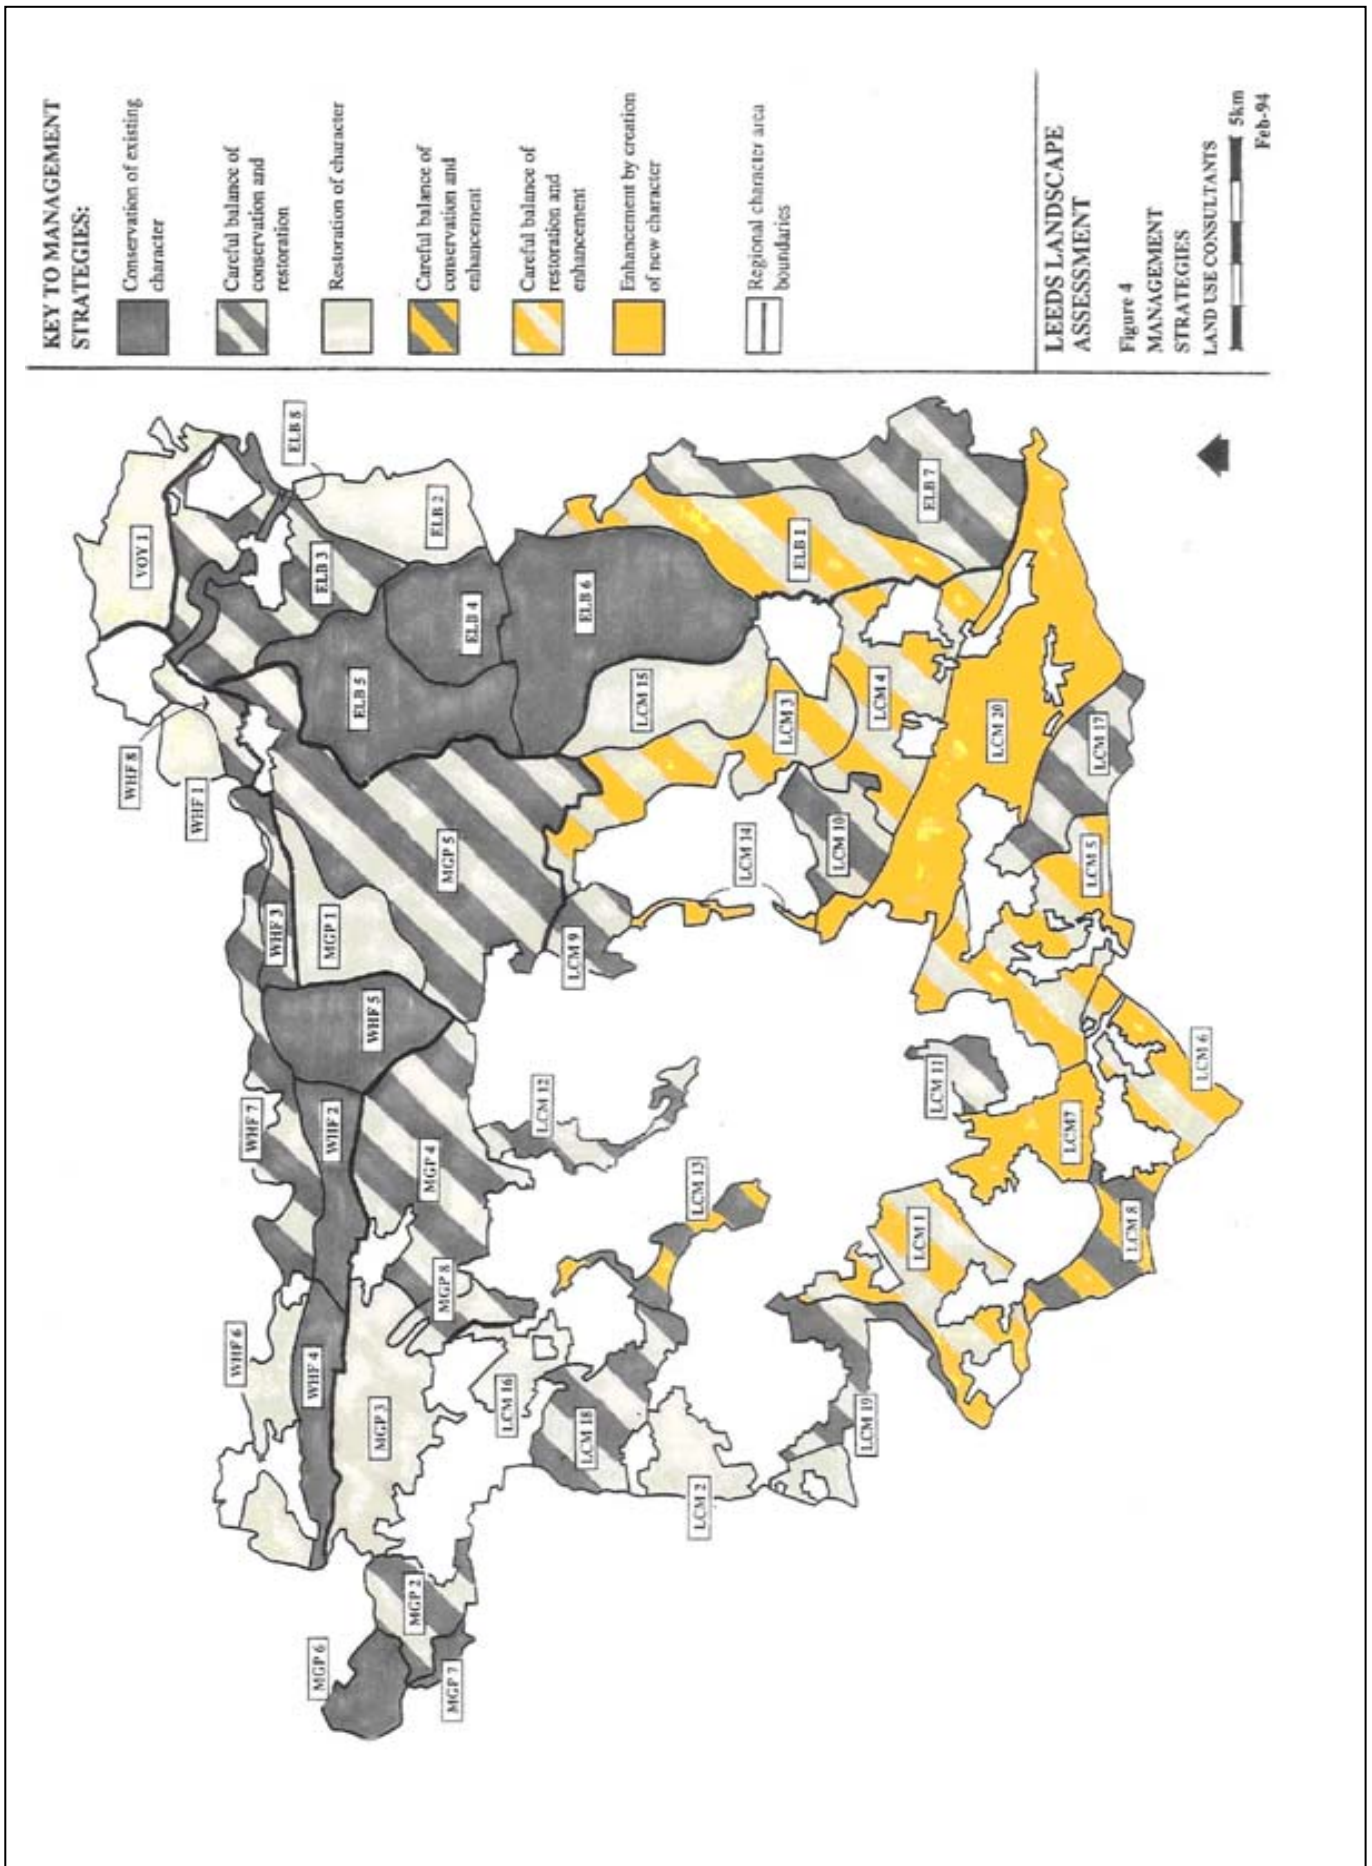 KEY TO MANAGEMENT
STRATEGIES:
Conservation of existing
character
Careful balance of
conservation and
restoration
Restoration of character
Careful balance of
conservation and
enhancement
Careful balance of
restoration and
enhancement
Enhancement by creation
of new character
Regional character area
boundaries
LEEDS LANDSCAPE
ASSESSMENT
Figure 4
MANAGEMENT
STRATEGIES
LAND USE CONSULTANTS
5km
Feb-94
MGP 6
MGP 7
MGP 2
WHF 6
WHF 4
MGP 3
MGP 8
LCM 16
LCM 18
LCM 2
LCM 19
WHF 7
WHF 2
MGP 4
LCM 12
LCM 13
LCM 1
LCM 8
LCM7
LCM 11
LCM 6
WHF 5
WHF 3
MGP 1
MGP 5
LCM 9
LCM 14
LCM 10
LCM 5
LCM 17
LCM 20
WHF 8
WHF 1
VOY 1
ELB 8
ELB 3
ELB 2
ELB 5
ELB 4
ELB 6
LCM 15
LCM 3
LCM 4
ELB 1
ELB 7